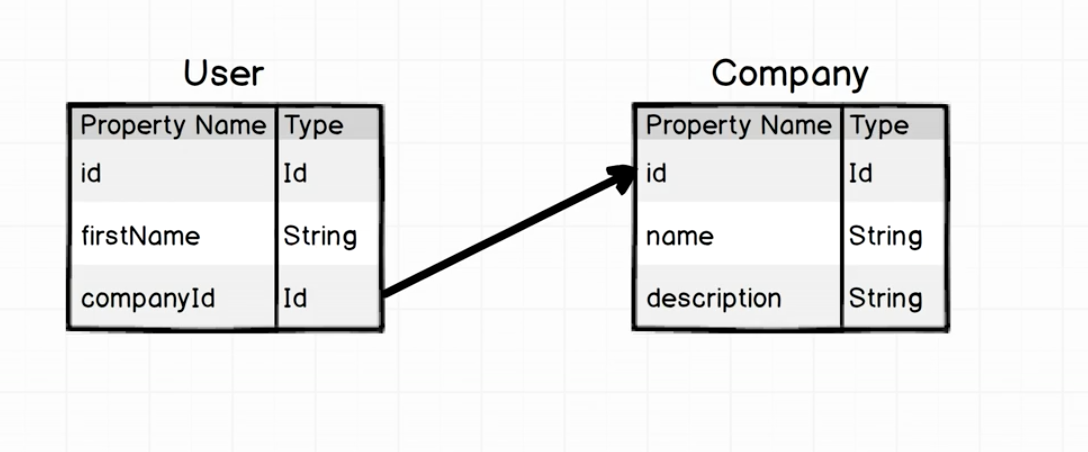 User
Property Name Type
id Id
firstName String
companyId Id
Company
Property Name Type
id Id
name String
description String